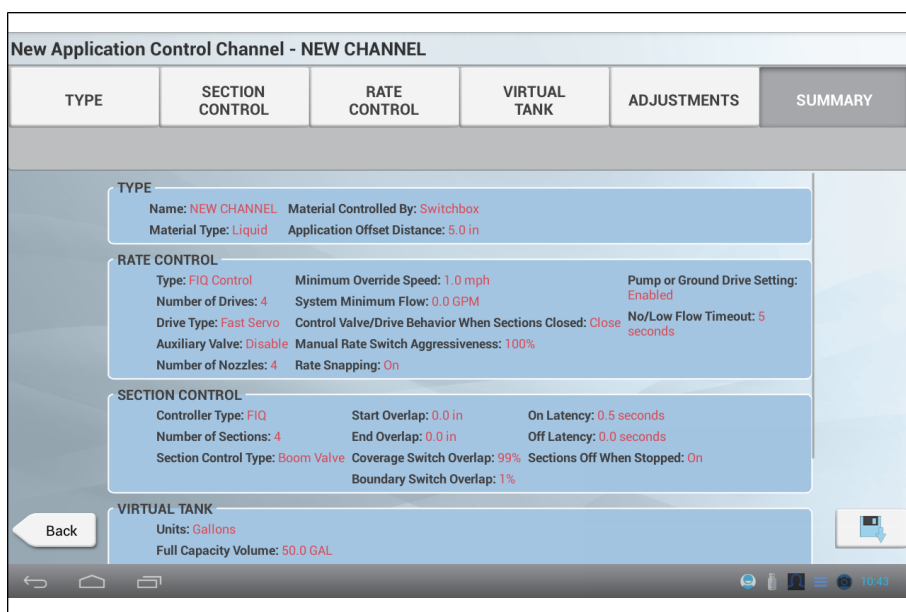 New Application Control Channel - NEW CHANNEL
TYPE
SECTION
CONTROL
RATE
CONTROL
VIRTUAL
TANK
ADJUSTMENTS
SUMMARY
TYPE
Name: NEW CHANNEL Material Controlled By: Switchbox
Material Type: Liquid Application Offset Distance: 5.0 in
RATE CONTROL
Type: FIQ Control
Number of Drives: 4
Drive Type: Fast Servo
Auxiliary Valve: Disable
Number of Nozzles: 4
Minimum Override Speed: 1.0 mph
System Minimum Flow: 0.0 GPM
Control Valve/Drive Behavior When Sections Closed: Close
Manual Rate Switch Aggressiveness: 100%
Rate Snapping: On
Pump or Ground Drive Setting:
Enabled
No/Low Flow Timeout: 5
seconds
SECTION CONTROL
Controller Type: FIQ
Number of Sections: 4
Section Control Type: Boom Valve
Start Overlap: 0.0 in
End Overlap: 0.0 in
Coverage Switch Overlap: 99%
Boundary Switch Overlap: 1%
On Latency: 0.5 seconds
Off Latency: 0.0 seconds
Sections Off When Stopped: On
VIRTUAL TANK
Units: Gallons
Full Capacity Volume: 50.0 GAL
Back
10:43